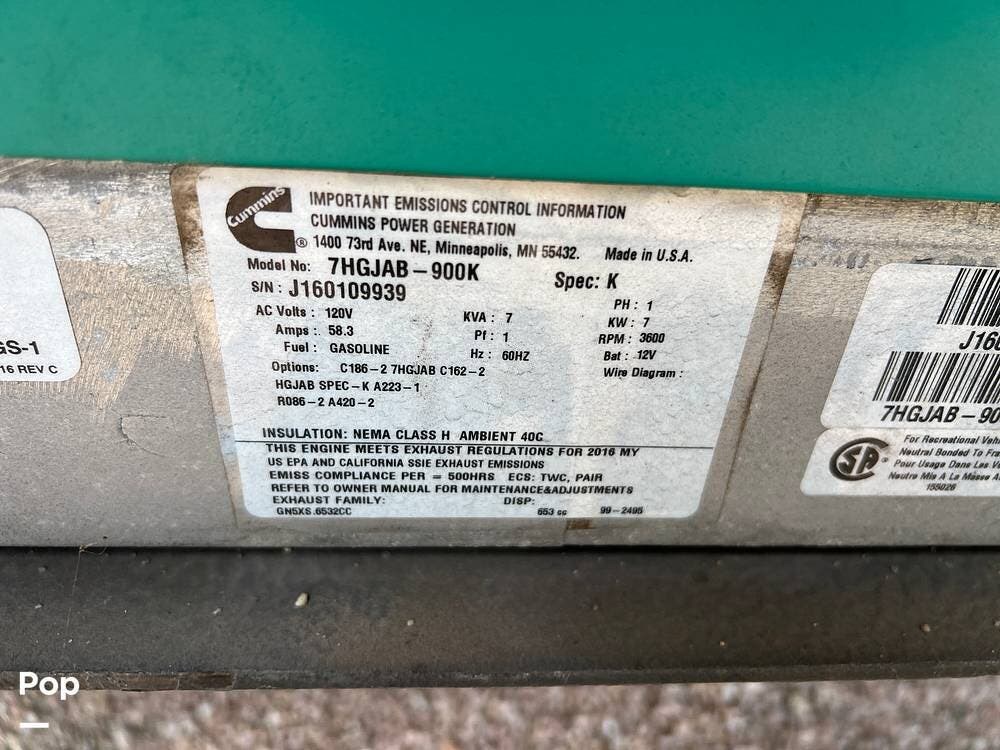 Cummins
IMPORTANT EMISSIONS CONTROL INFORMATION
CUMMINS POWER GENERATION
® 1400 73rd Ave. NE, Minneapolis, MN 55432. Made in U.S.A.
Model No: 7HGJAB-900K Spec: K
S/N: J160109939
AC Volts: 120V KVA: 7 PH: 1
Amps: 58.3 Pf: 1 KW: 7
Fuel: GASOLINE Hz: 60HZ RPM: 3600
Bat: 12V
Options: C186-2 7HGJAB C162-2 Wire Diagram:
HGJAB SPEC-K A223-1
R086-2 A420-2
INSULATION: NEMA CLASS H AMBIENT 40C
THIS ENGINE MEETS EXHAUST REGULATIONS FOR 2016 MY
US EPA AND CALIFORNIA SSIE EXHAUST EMISSIONS
EMISS COMPLIANCE PER = 500HRS ECS: TWC, PAIR
REFER TO OWNER MANUAL FOR MAINTENANCE&ADJUSTMENTS
EXHAUST FAMILY: DISP:
GN5XS.6532CC 653 cc 99-2495
GS-1
16 REV C
J160
7HGJAB-90
SA ®
For Recreational Veh
Neutral Bonded To Fra
Pour Usage Dans Les V
Neutre Mis A La Masse A
155026
Pop